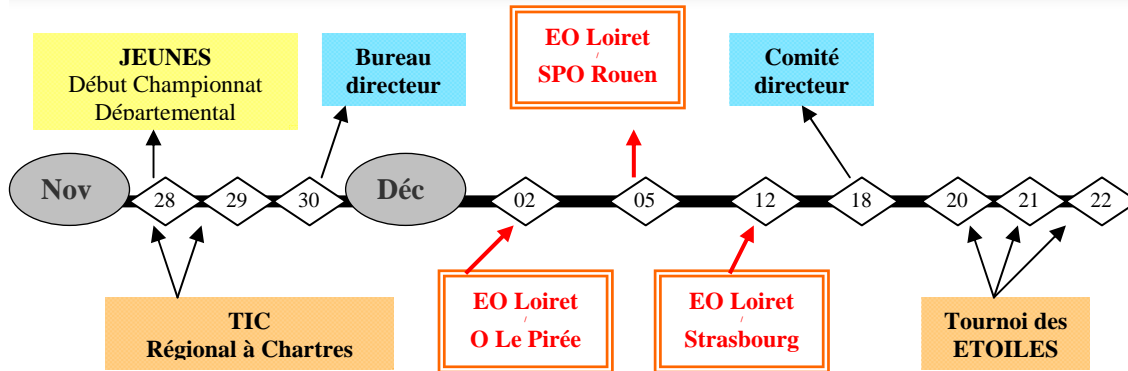 JEUNES
Début Championnat
Départemental
Bureau
directeur
EO Loiret
/
SPO Rouen
Comité
directeur
Nov
28
29
30
Déc
02
05
12
18
20
21
22
TIC
Régional à Chartres
EO Loiret
/
O Le Pirée
EO Loiret
/
Strasbourg
Tournoi des
ETOILES